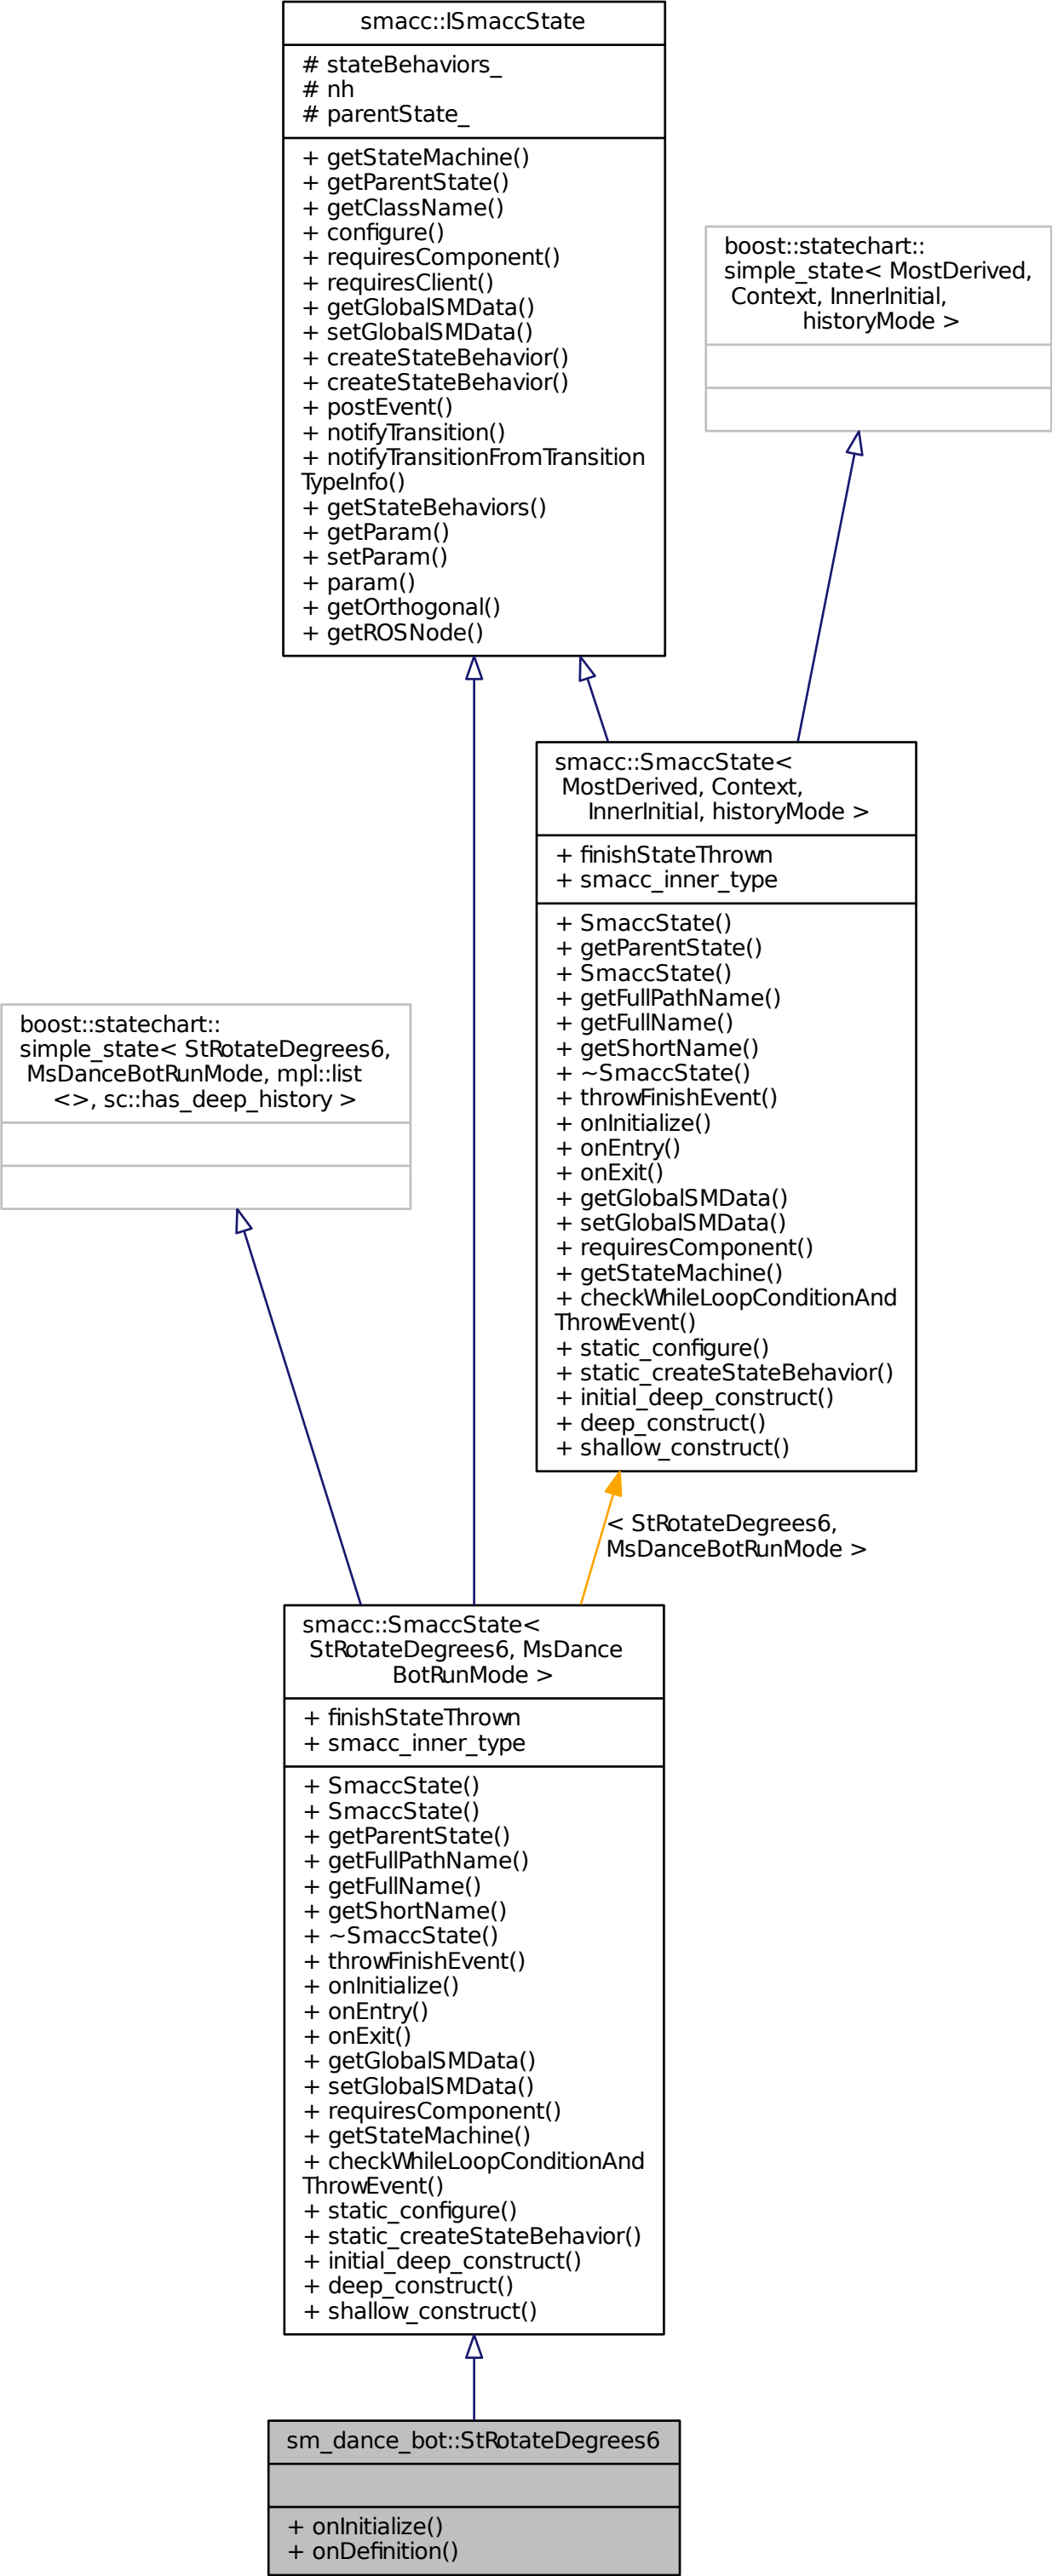 smacc::ISmaccState
# stateBehaviors_
# nh
# parentState_
+ getStateMachine()
+ getParentState()
+ getClassName()
+ configure()
+ requiresComponent()
+ requiresClient()
+ getGlobalSMData()
+ setGlobalSMData()
+ createStateBehavior()
+ createStateBehavior()
+ postEvent()
+ notifyTransition()
+ notifyTransitionFromTransition
TypeInfo()
+ getStateBehaviors()
+ getParam()
+ setParam()
+ param()
+ getOrthogonal()
+ getROSNode()
boost::statechart::
simple_state< MostDerived,
Context, InnerInitial,
historyMode >
smacc::SmaccState<
MostDerived, Context,
InnerInitial, historyMode >
+ finishStateThrown
+ smacc_inner_type
+ SmaccState()
+ getParentState()
+ SmaccState()
+ getFullPathName()
+ getFullName()
+ getShortName()
+ ~SmaccState()
+ throwFinishEvent()
+ onInitialize()
+ onEntry()
+ onExit()
+ getGlobalSMData()
+ setGlobalSMData()
+ requiresComponent()
+ getStateMachine()
+ checkWhileLoopConditionAnd
ThrowEvent()
+ static_configure()
+ static_createStateBehavior()
+ initial_deep_construct()
+ deep_construct()
+ shallow_construct()
boost::statechart::
simple_state< StRotateDegrees6,
MsDanceBotRunMode, mpl::list
<>, sc::has_deep_history >
< StRotateDegrees6,
MsDanceBotRunMode >
smacc::SmaccState<
StRotateDegrees6, MsDance
BotRunMode >
+ finishStateThrown
+ smacc_inner_type
+ SmaccState()
+ SmaccState()
+ getParentState()
+ getFullPathName()
+ getFullName()
+ getShortName()
+ ~SmaccState()
+ throwFinishEvent()
+ onInitialize()
+ onEntry()
+ onExit()
+ getGlobalSMData()
+ setGlobalSMData()
+ requiresComponent()
+ getStateMachine()
+ checkWhileLoopConditionAnd
ThrowEvent()
+ static_configure()
+ static_createStateBehavior()
+ initial_deep_construct()
+ deep_construct()
+ shallow_construct()
sm_dance_bot::StRotateDegrees6
+ onInitialize()
+ onDefinition()